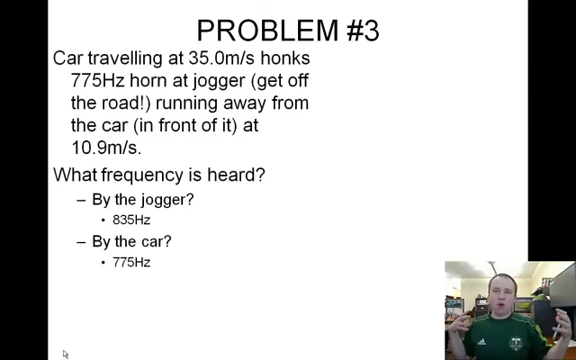 PROBLEM #3
Car travelling at 35.0m/s honks
775Hz horn at jogger (get off
the road!) running away from
the car (in front of it) at
10.9m/s.
What frequency is heard?
– By the jogger?
• 835Hz
– By the car?
• 775Hz